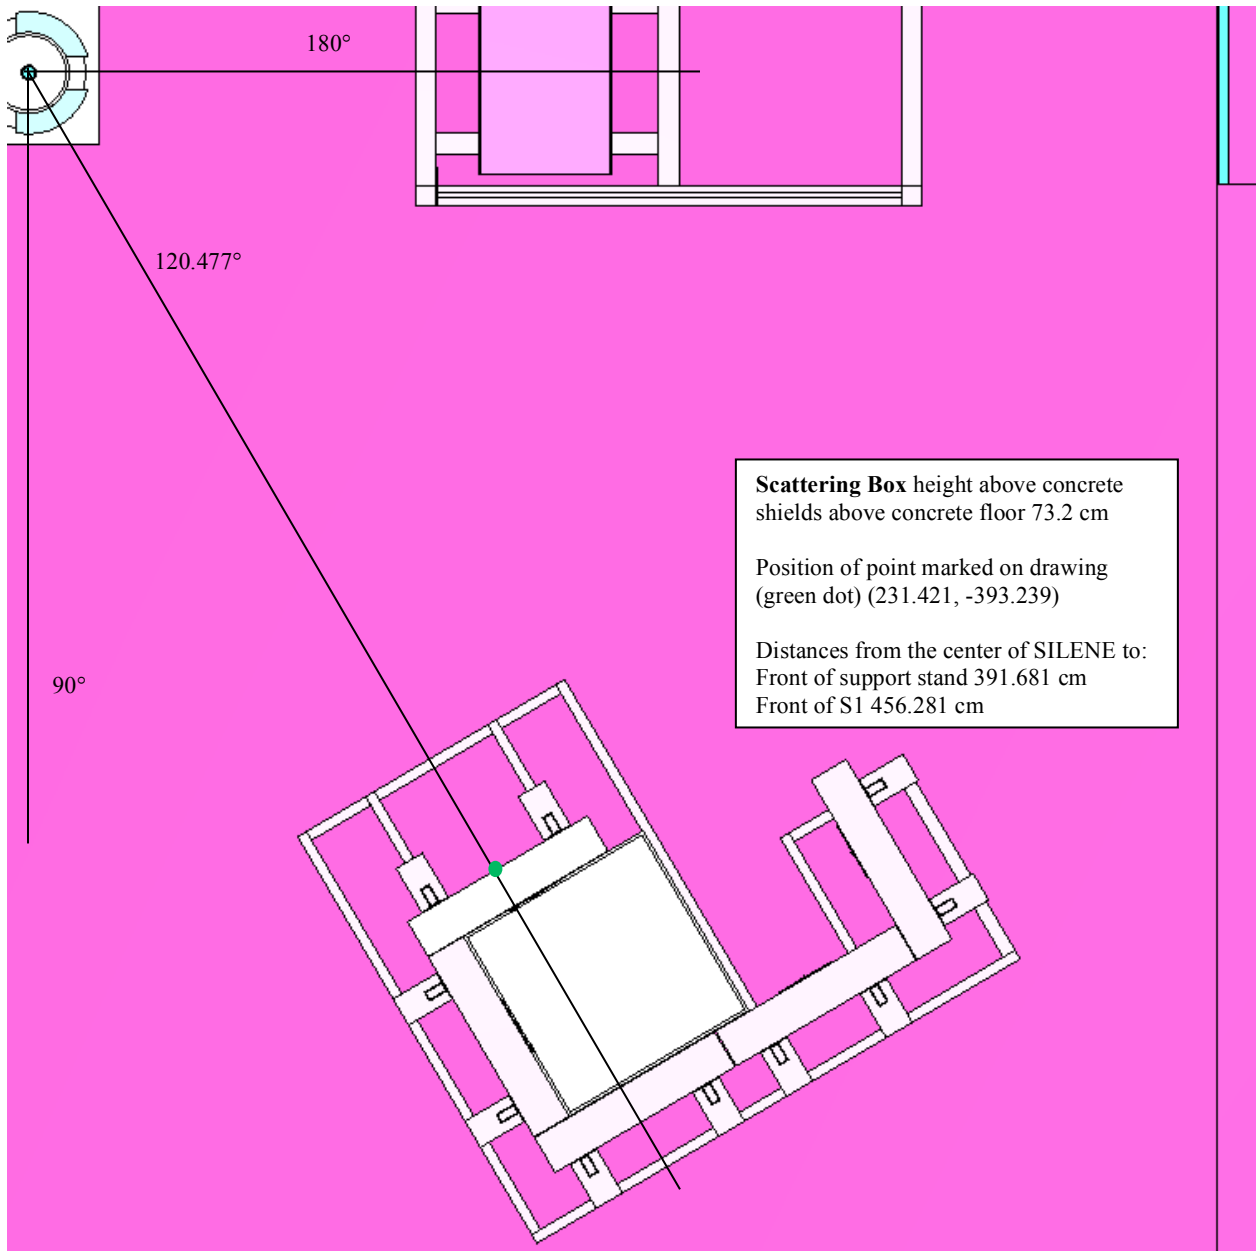 180°
120.477°
Scattering Box height above concrete
shields above concrete floor 73.2 cm
Position of point marked on drawing
(green dot) (231.421, -393.239)
Distances from the center of SILENE to:
Front of support stand 391.681 cm
Front of S1 456.281 cm
90°